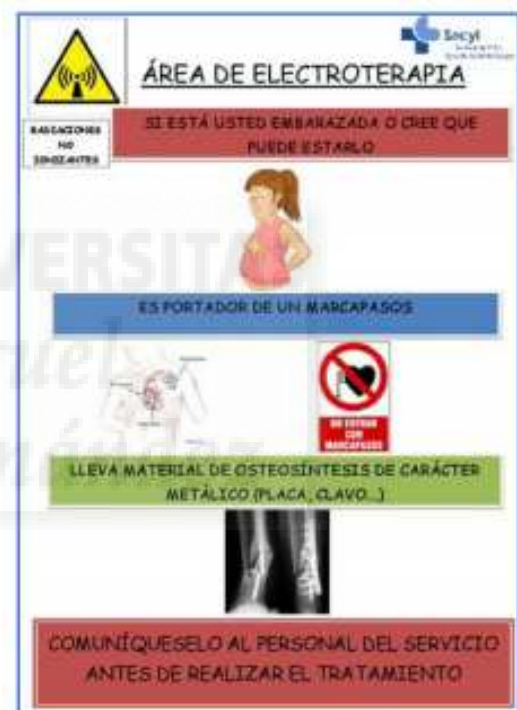 Sacyl
ÁREA DE ELECTROTERAPIA
RADIACIONES
NO
IONIZANTES
SI ESTÁ USTED EMBARAZADA O CREE QUE
PUEDE ESTARLO
ES PORTADOR DE UN MARCAPASOS
NO ENTRAR
CON
MARCAPASOS
LLEVA MATERIAL DE OSTEOSÍNTESIS DE CARÁCTER
METÁLICO (PLACA, CLAVO...)
COMUNÍQUESELO AL PERSONAL DEL SERVICIO
ANTES DE REALIZAR EL TRATAMIENTO